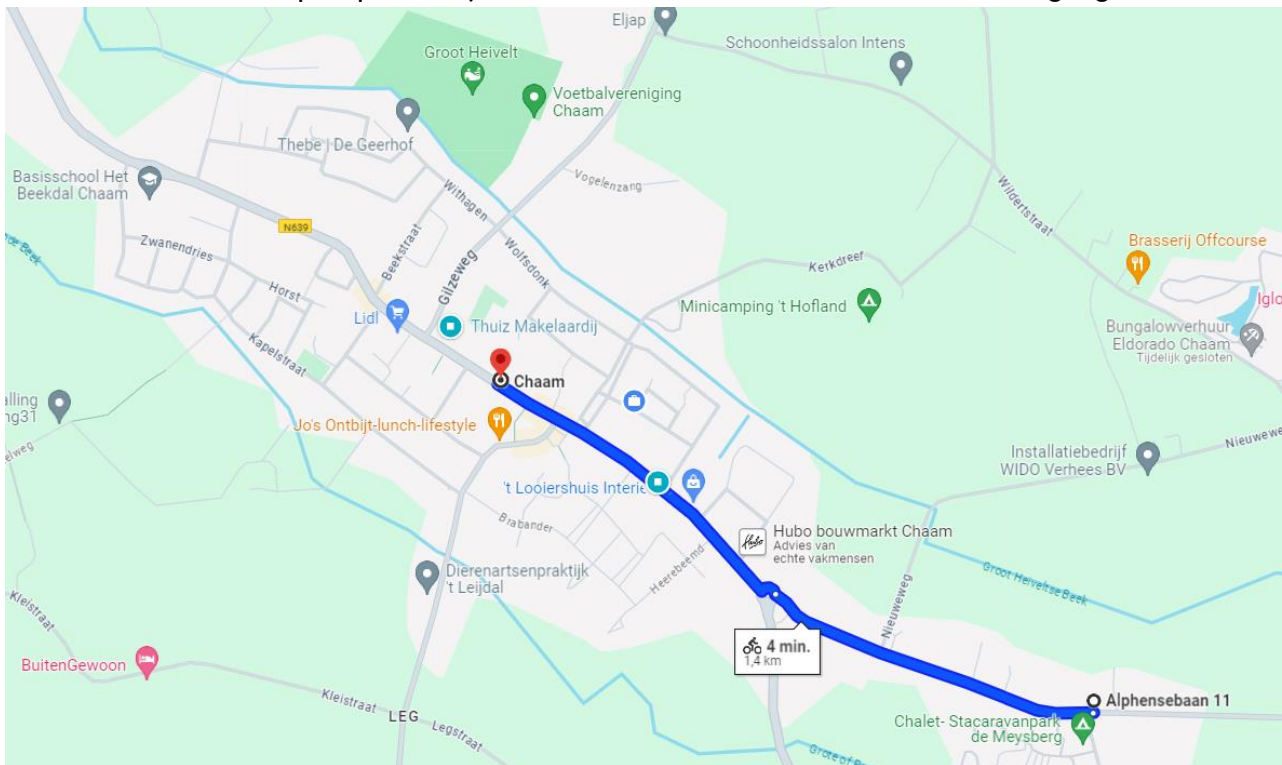 Eljap
Schoonheidssalon Intens
Groot Heivelt
Voetbalvereniging
Chaam
Thebe | De Geerhof
Basisschool Het
Beekdal Chaam
Withagen
Vogelenzang
Wildertstraat
N639
Zwanendries
Beekstraat
Gilzeweg
Wolfsdonk
Brasserij Offcourse
Kerkdreef
Horst
Minicamping 't Hofland
Iglo
Lidl
Thuiz Makelaardij
Bungalowverhuur
Eldorado Chaam
Tijdelijk gesloten
Kapelstraat
Chaam
Jo's Ontbijt-lunch-lifestyle
Nieuwewe
Installatiebedrijf
WIDO Verhees BV
't Looiershuis Interie
Brabander
Hubo
Hubo bouwmarkt Chaam
Advies van
echte vakmensen
Heerebeemd
Dierenartsenpraktijk
't Leijdal
Groot Heiveltse Beek
Nieuweweg
Kleistraat
4 min.
1,4 km
BuitenGewoon
Kleistraat
LEG
Legstraat
Alphensebaan 11
Chalet- Stacaravanpark
de Meysberg